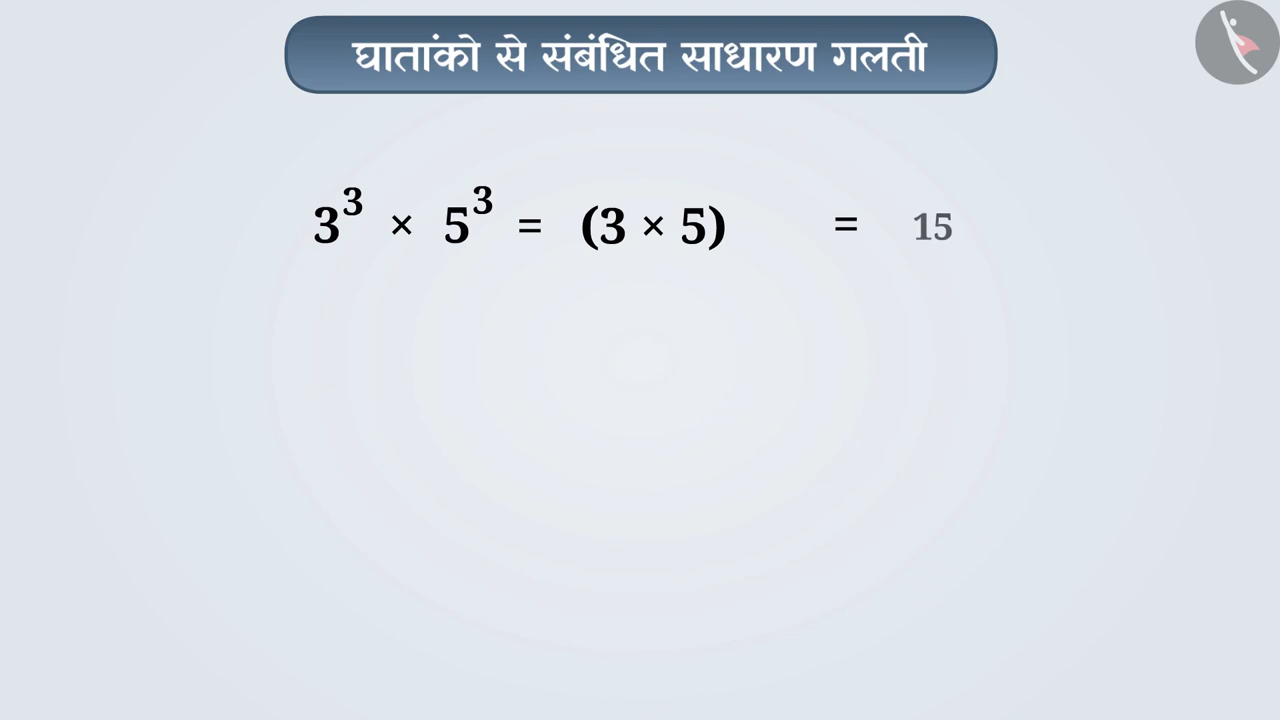 घातांको से संबंधित साधारण गलती
3³ × 5³ = (3 × 5) = 15